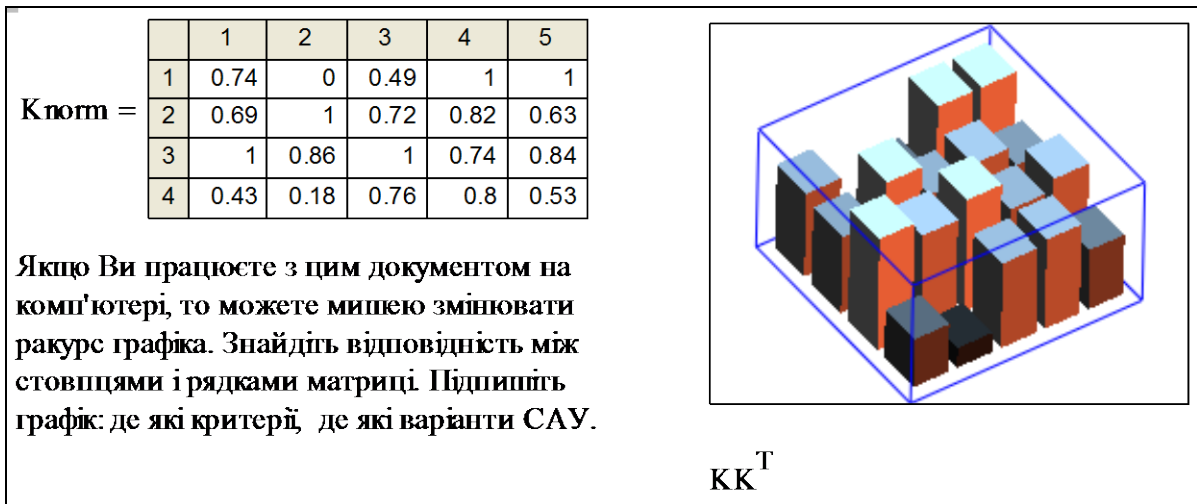 Knorm =
1 2 3 4 5
1 0.74 0 0.49 1 1
2 0.69 1 0.72 0.82 0.63
3 1 0.86 1 0.74 0.84
4 0.43 0.18 0.76 0.8 0.53
Якщо Ви працюєте з цим документом на
комп'ютері, то можете мишею змінювати
ракурс графіка. Знайдіть відповідність між
стовпцями і рядками матриці. Підпишіть
графік: де які критерії, де які варіанти САУ.
KK^T